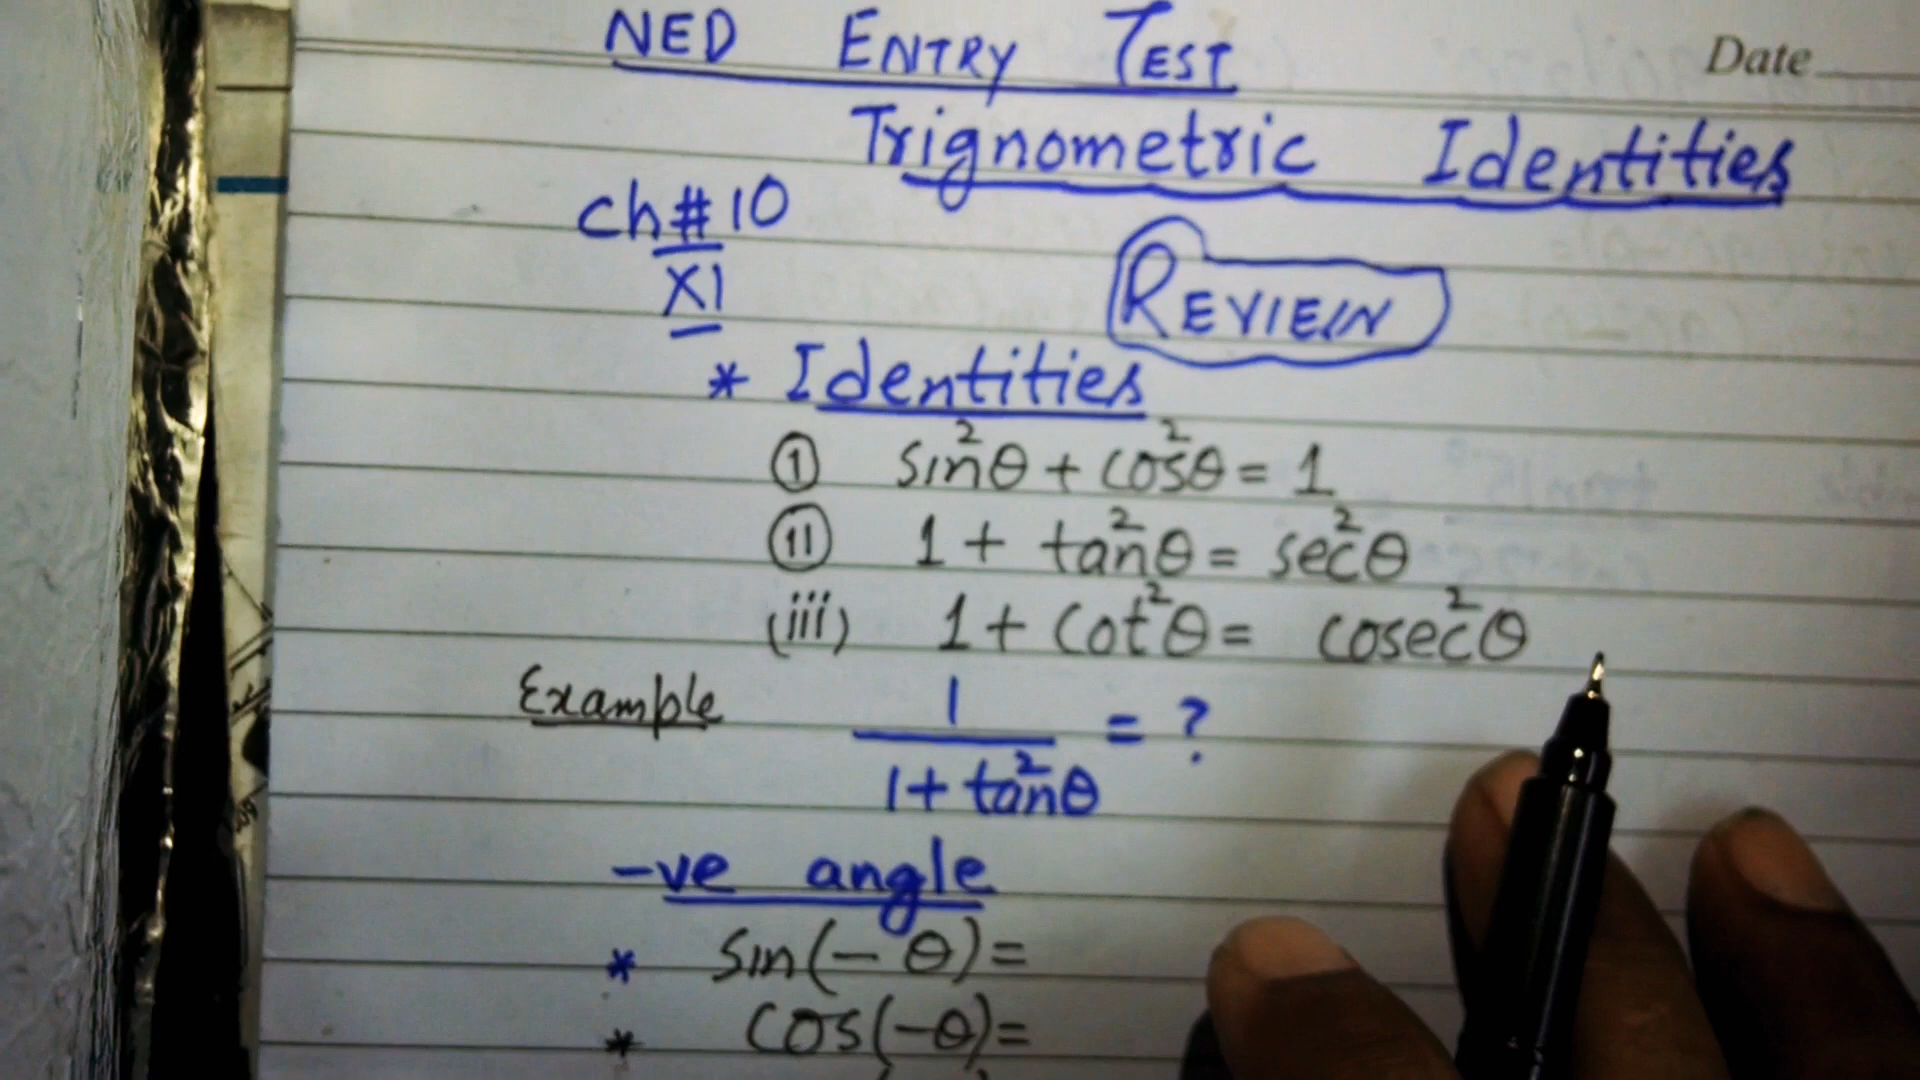 NED ENTRY TEST
Date
Trignometric Identities
ch#10
XI
REVIEW
* Identities
(i) sin²θ + cos²θ = 1
(ii) 1 + tan²θ = sec²θ
(iii) 1 + cot²θ = cosec²θ
Example 1/(1+tan²θ) = ?
-ve angle
* sin(-θ)=
* cos(-θ)=